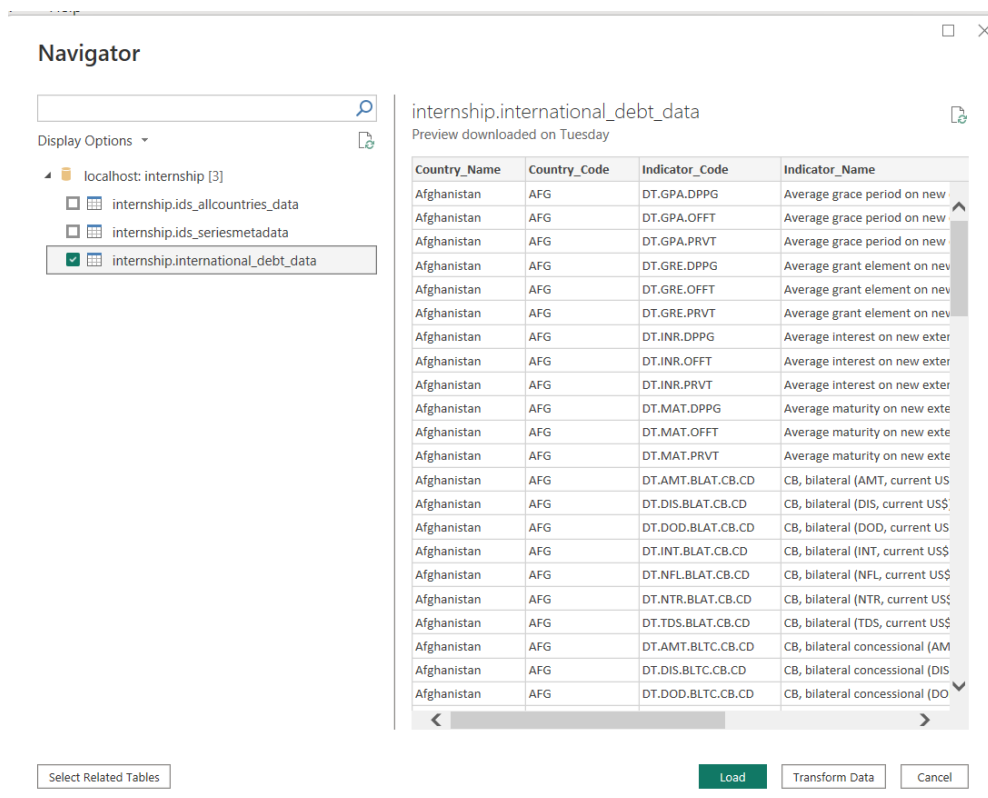 Help
Navigator
Display Options
localhost: internship [3]
internship.ids_allcountries_data
internship.ids_seriesmetadata
internship.international_debt_data
internship.international_debt_data
Preview downloaded on Tuesday
Country_Name Country_Code Indicator_Code Indicator_Name
Afghanistan AFG DT.GPA.DPPG Average grace period on new
Afghanistan AFG DT.GPA.OFFT Average grace period on new
Afghanistan AFG DT.GPA.PRVT Average grace period on new
Afghanistan AFG DT.GRE.DPPG Average grant element on new
Afghanistan AFG DT.GRE.OFFT Average grant element on new
Afghanistan AFG DT.GRE.PRVT Average grant element on new
Afghanistan AFG DT.INR.DPPG Average interest on new exter
Afghanistan AFG DT.INR.OFFT Average interest on new exter
Afghanistan AFG DT.INR.PRVT Average interest on new exter
Afghanistan AFG DT.MAT.DPPG Average maturity on new exte
Afghanistan AFG DT.MAT.OFFT Average maturity on new exte
Afghanistan AFG DT.MAT.PRVT Average maturity on new exte
Afghanistan AFG DT.AMT.BLAT.CB.CD CB, bilateral (AMT, current US
Afghanistan AFG DT.DIS.BLAT.CB.CD CB, bilateral (DIS, current US$)
Afghanistan AFG DT.DOD.BLAT.CB.CD CB, bilateral (DOD, current US
Afghanistan AFG DT.INT.BLAT.CB.CD CB, bilateral (INT, current US$
Afghanistan AFG DT.NFL.BLAT.CB.CD CB, bilateral (NFL, current US$
Afghanistan AFG DT.NTR.BLAT.CB.CD CB, bilateral (NTR, current US$
Afghanistan AFG DT.TDS.BLAT.CB.CD CB, bilateral (TDS, current US$
Afghanistan AFG DT.AMT.BLTC.CB.CD CB, bilateral concessional (AM
Afghanistan AFG DT.DIS.BLTC.CB.CD CB, bilateral concessional (DIS
Afghanistan AFG DT.DOD.BLTC.CB.CD CB, bilateral concessional (DO
Select Related Tables
Load
Transform Data
Cancel